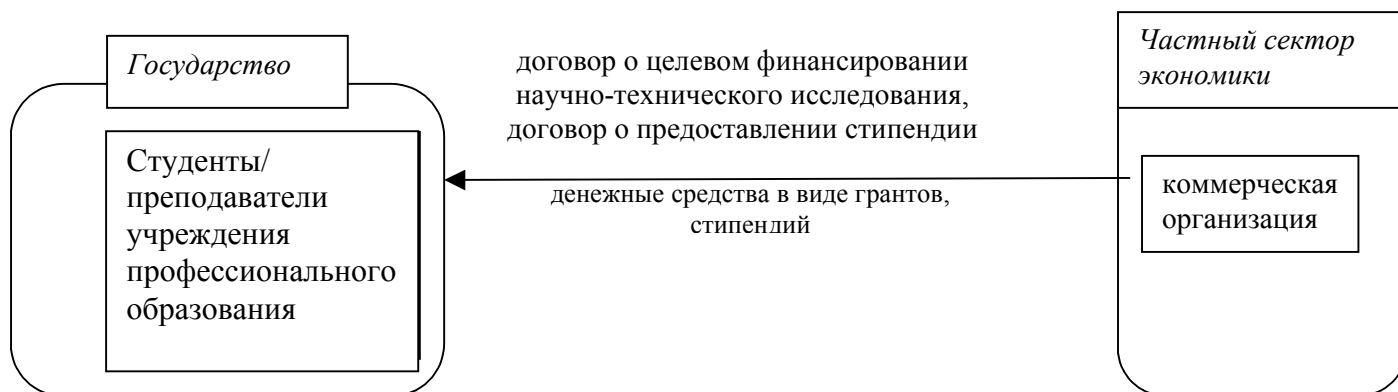 Государство
Студенты/
преподаватели
учреждения
профессионального
образования
договор о целевом финансировании
научно-технического исследования,
договор о предоставлении стипендии
денежные средства в виде грантов,
стипендий
Частный сектор
экономики
коммерческая
организация